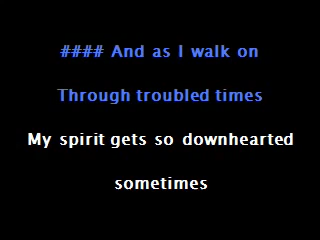 #### And as I walk on
Through troubled times
My spirit gets so downhearted
sometimes